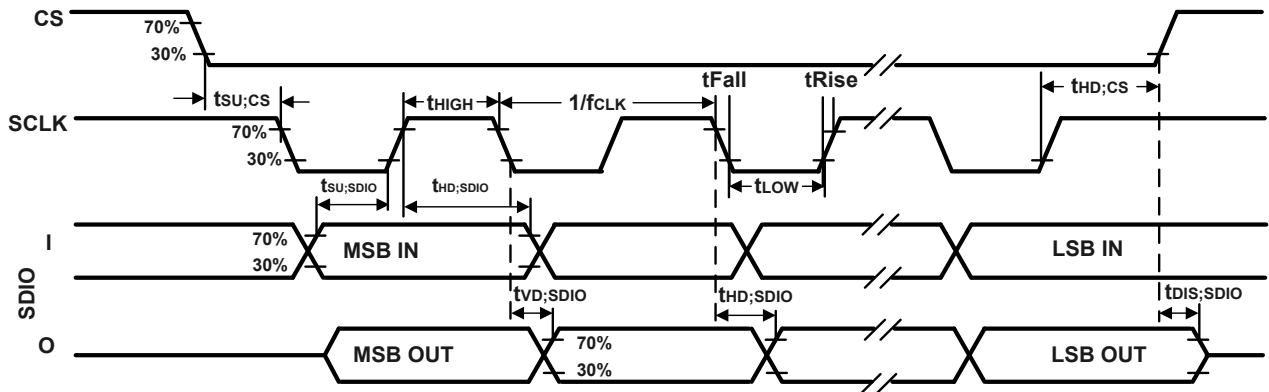 CS
70%
30%
tSU;CS
tHIGH
1/fCLK
tFall
tRise
tHD;CS
SCLK
70%
30%
tLOW
tSU;SDIO
tHD;SDIO
SDIO
I
70%
30%
MSB IN
LSB IN
tVD;SDIO
tHD;SDIO
tDIS;SDIO
O
MSB OUT
70%
30%
LSB OUT